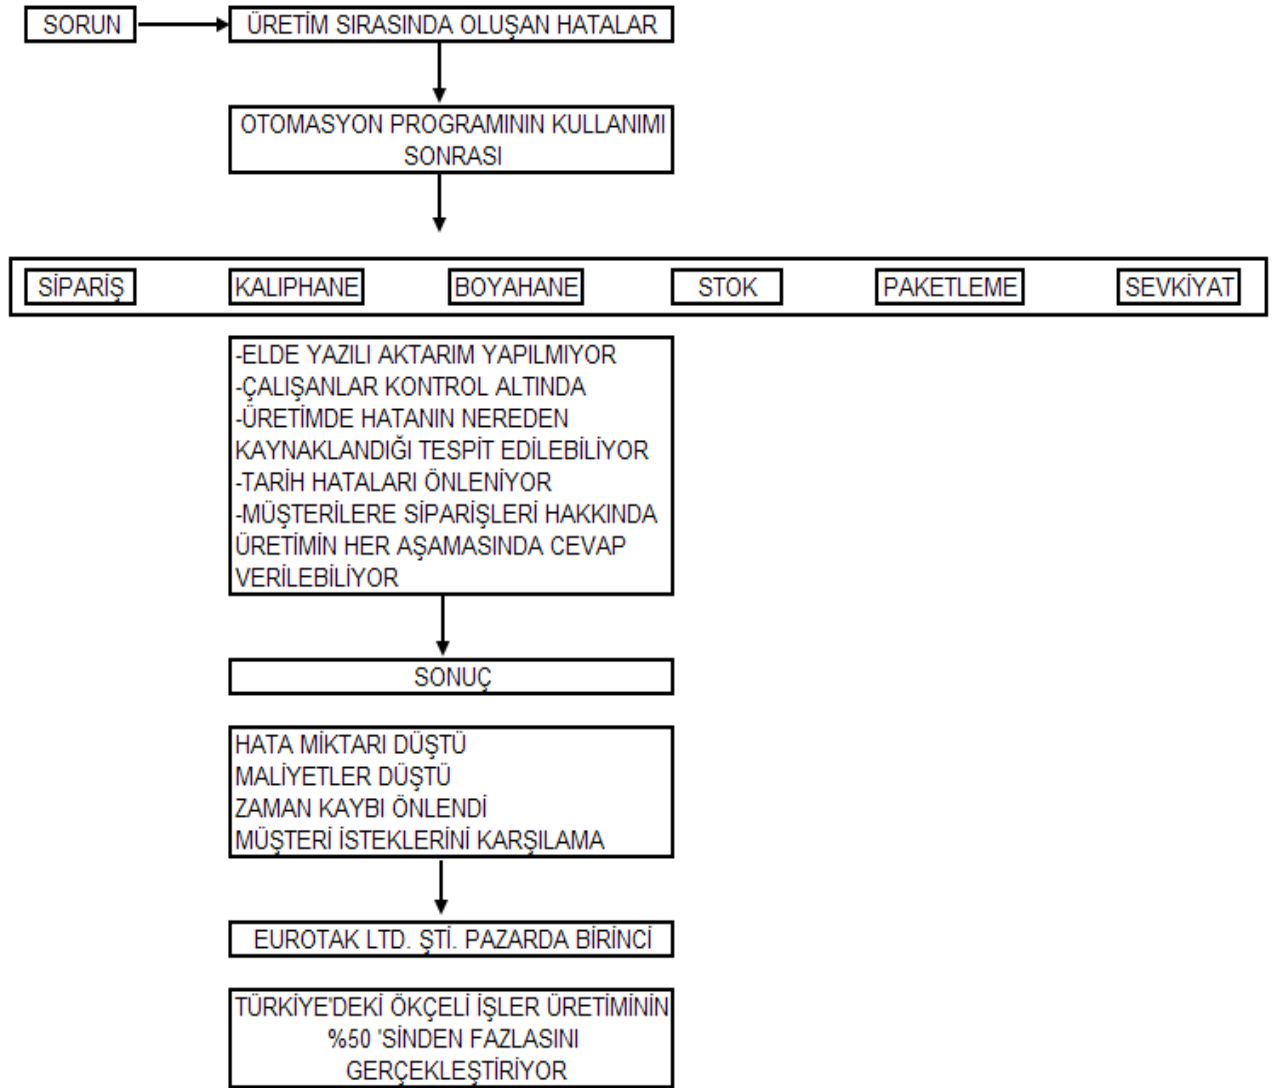 SORUN
ÜRETİM SIRASINDA OLUŞAN HATALAR
OTOMASYON PROGRAMININ KULLANIMI
SONRASI
SİPARİŞ
KALIPHANE
BOYAHANE
STOK
PAKETLEME
SEVKİYAT
-ELDE YAZILI AKTARIM YAPILMIYOR
-ÇALIŞANLAR KONTROL ALTINDA
-ÜRETİMDE HATANIN NEREDEN
KAYNAKLANDIĞI TESPİT EDİLEBİLİYOR
-TARİH HATALARI ÖNLENİYOR
-MÜŞTERİLERE SİPARİŞLERİ HAKKINDA
ÜRETİMİN HER AŞAMASINDA CEVAP
VERİLEBİLİYOR
SONUÇ
HATA MİKTARI DÜŞTÜ
MALİYETLER DÜŞTÜ
ZAMAN KAYBI ÖNLENDİ
MÜŞTERİ İSTEKLERİNİ KARŞILAMA
EUROTAK LTD. ŞTİ. PAZARDA BİRİNCİ
TÜRKİYE'DEKİ ÖKÇELİ İŞLER ÜRETİMİNİN
%50 'SİNDEN FAZLASINI
GERÇEKLEŞTİRİYOR